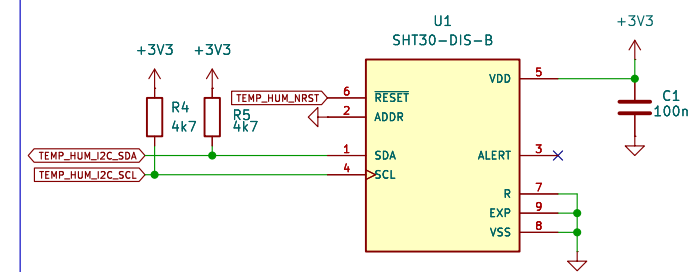 U1
SHT30-DIS-B
+3V3
+3V3
+3V3
VDD
5
C1
100n
R4
4k7
R5
4k7
TEMP_HUM_NRST
6
RESET
2
ADDR
TEMP_HUM_I2C_SDA
1
SDA
ALERT
3
TEMP_HUM_I2C_SCL
4
SCL
R
7
EXP
9
VSS
8